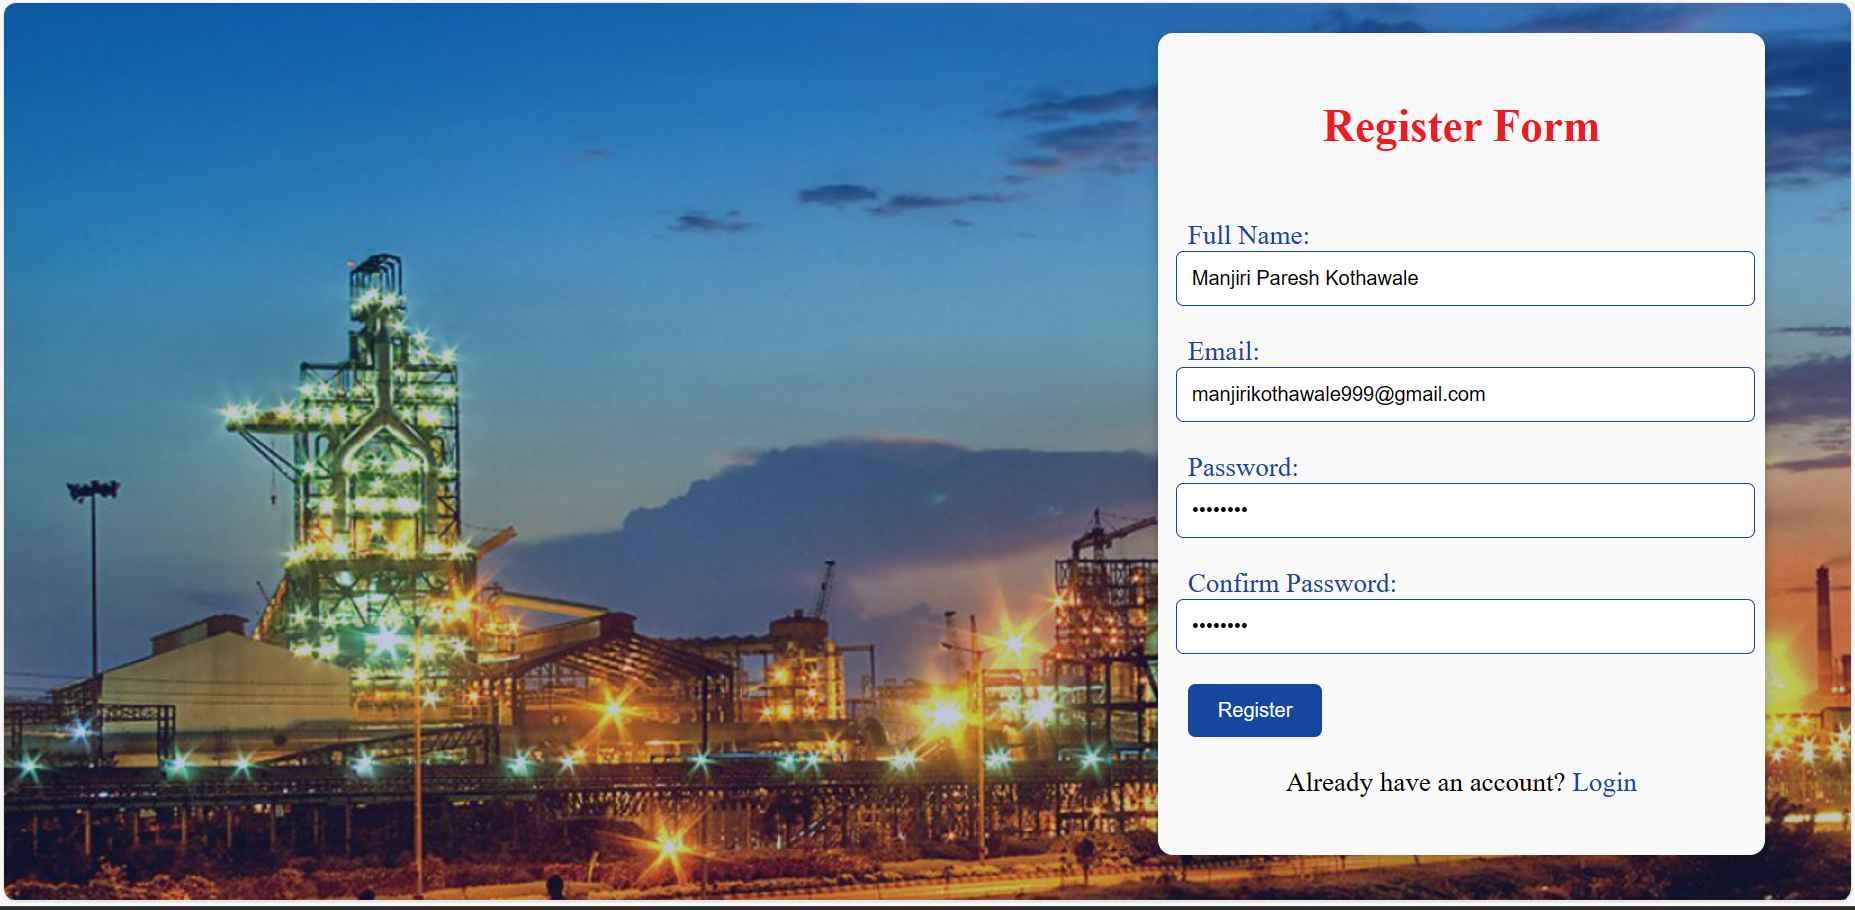 Register Form
Full Name:
Manjiri Paresh Kothawale
Email:
manjirikothawale999@gmail.com
Password:
••••••••
Confirm Password:
••••••••
Register
Already have an account? Login